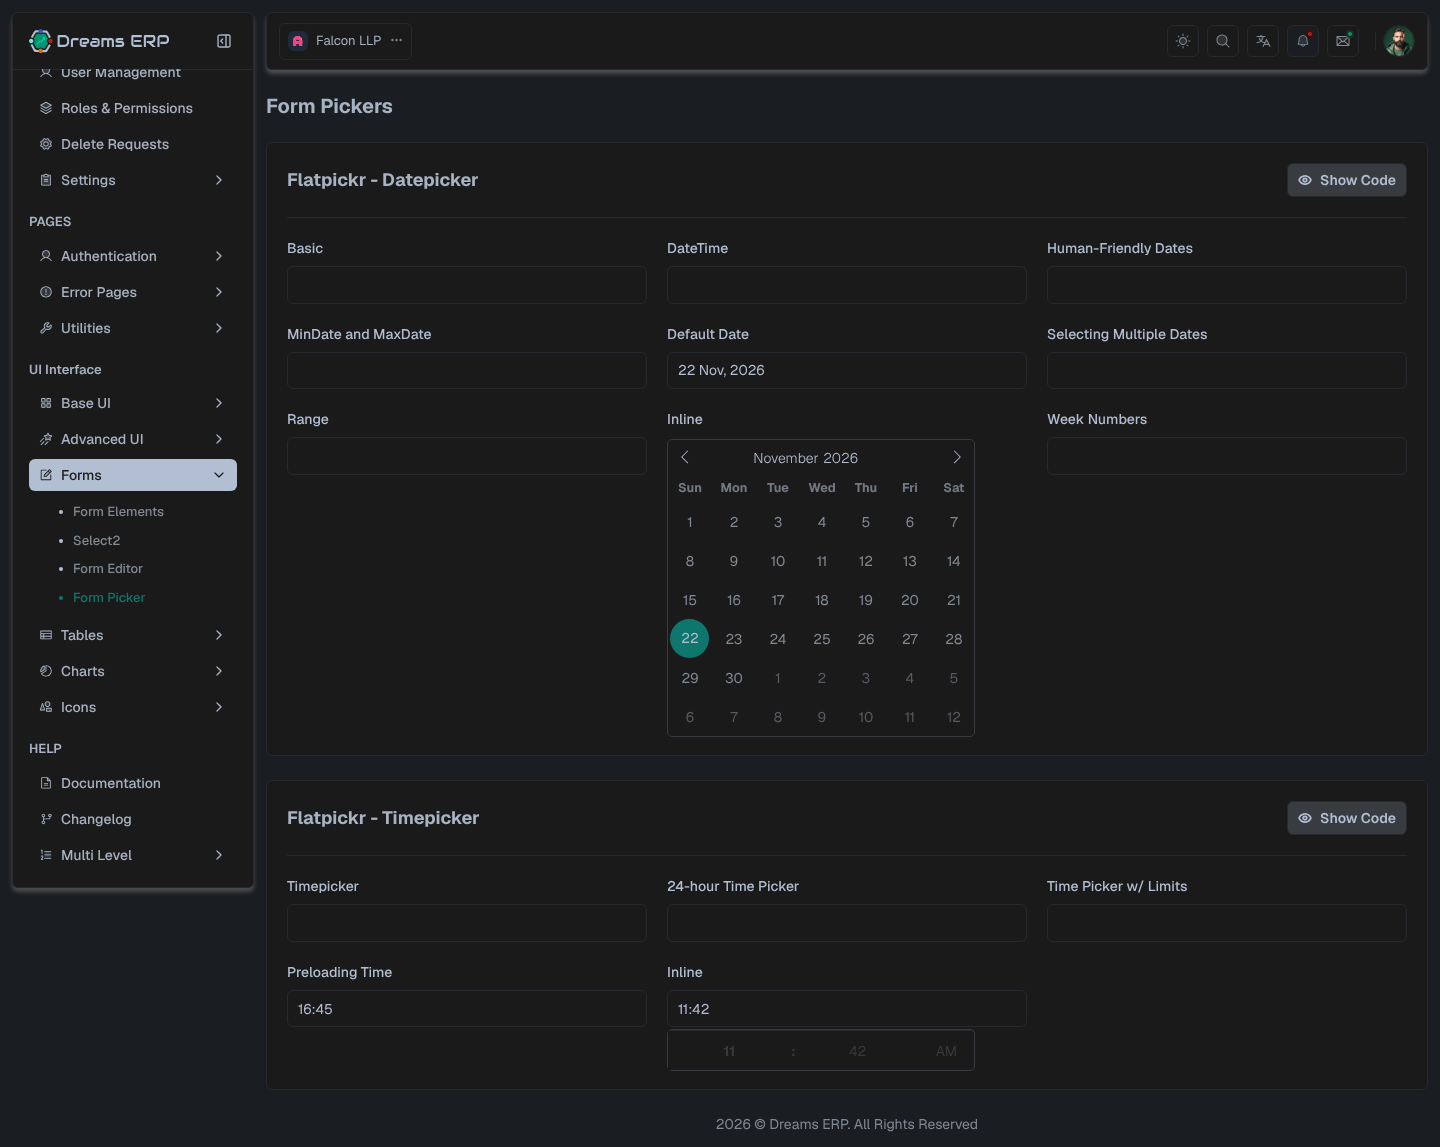 Dreams ERP
User Management
Roles & Permissions
Delete Requests
Settings
PAGES
Authentication
Error Pages
Utilities
UI Interface
Base UI
Advanced UI
Forms
Form Elements
Select2
Form Editor
Form Picker
Tables
Charts
Icons
HELP
Documentation
Changelog
Multi Level
Falcon LLP
Form Pickers
Flatpickr - Datepicker
Show Code
Basic
DateTime
Human-Friendly Dates
MinDate and MaxDate
Default Date
Selecting Multiple Dates
22 Nov, 2026
Range
Inline
Week Numbers
November 2026
Sun Mon Tue Wed Thu Fri Sat
1 2 3 4 5 6 7
8 9 10 11 12 13 14
15 16 17 18 19 20 21
22 23 24 25 26 27 28
29 30 1 2 3 4 5
6 7 8 9 10 11 12
Flatpickr - Timepicker
Show Code
Timepicker
24-hour Time Picker
Time Picker w/ Limits
Preloading Time
Inline
16:45
11:42
11 : 42 AM
2026 © Dreams ERP. All Rights Reserved